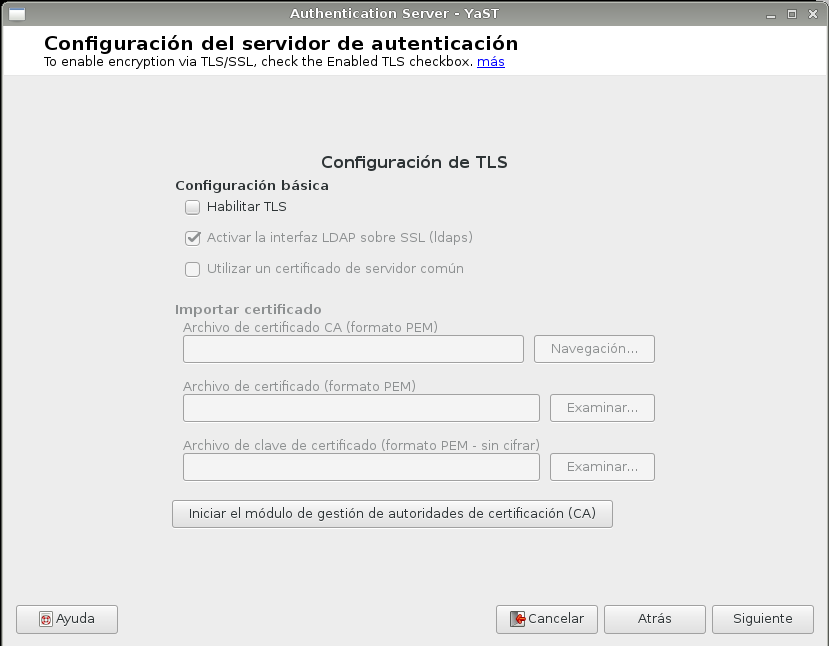 Authentication Server - YaST
Configuración del servidor de autenticación
To enable encryption via TLS/SSL, check the Enabled TLS checkbox. más
Configuración de TLS
Configuración básica
Habilitar TLS
Activar la interfaz LDAP sobre SSL (ldaps)
Utilizar un certificado de servidor común
Importar certificado
Archivo de certificado CA (formato PEM)
Navegación...
Archivo de certificado (formato PEM)
Examinar...
Archivo de clave de certificado (formato PEM - sin cifrar)
Examinar...
Iniciar el módulo de gestión de autoridades de certificación (CA)
Ayuda Cancelar Atrás Siguiente